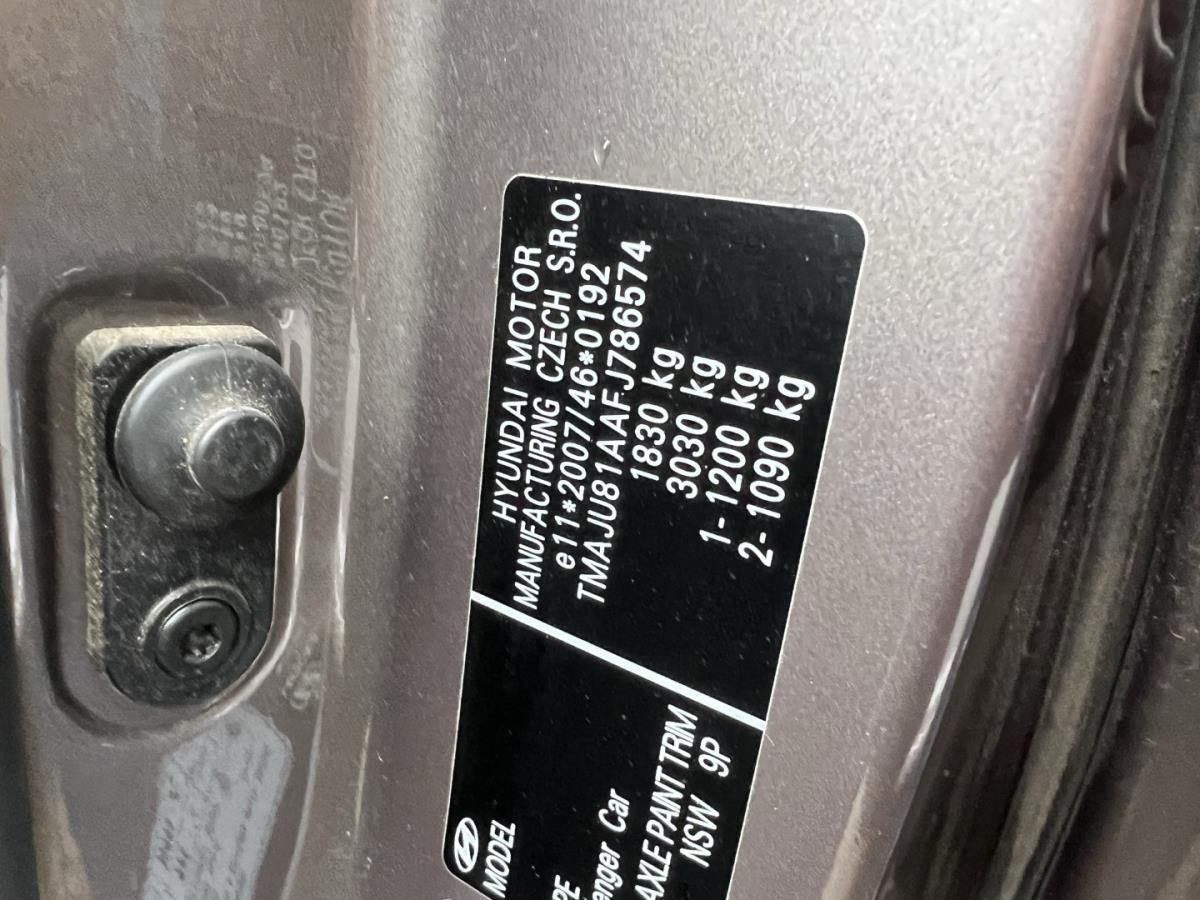 HYUNDAI MOTOR
MANUFACTURING CZECH S.R.O.
e11*2007/46*0192
TMAJU81AAFJ786574
1830 kg
3030 kg
1-1200 kg
2-1090 kg
MODEL
PE
enger Car
AXLE PAINT TRIM
NSW 9P